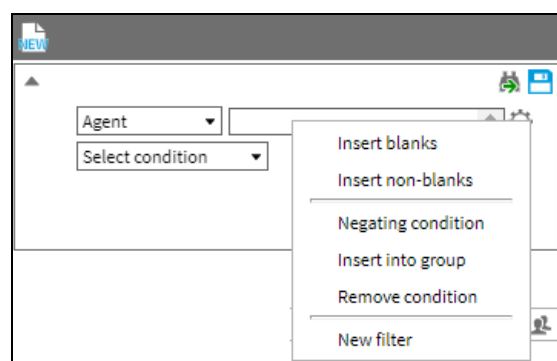 NEW
Agent
Select condition
Insert blanks
Insert non-blanks
Negating condition
Insert into group
Remove condition
New filter